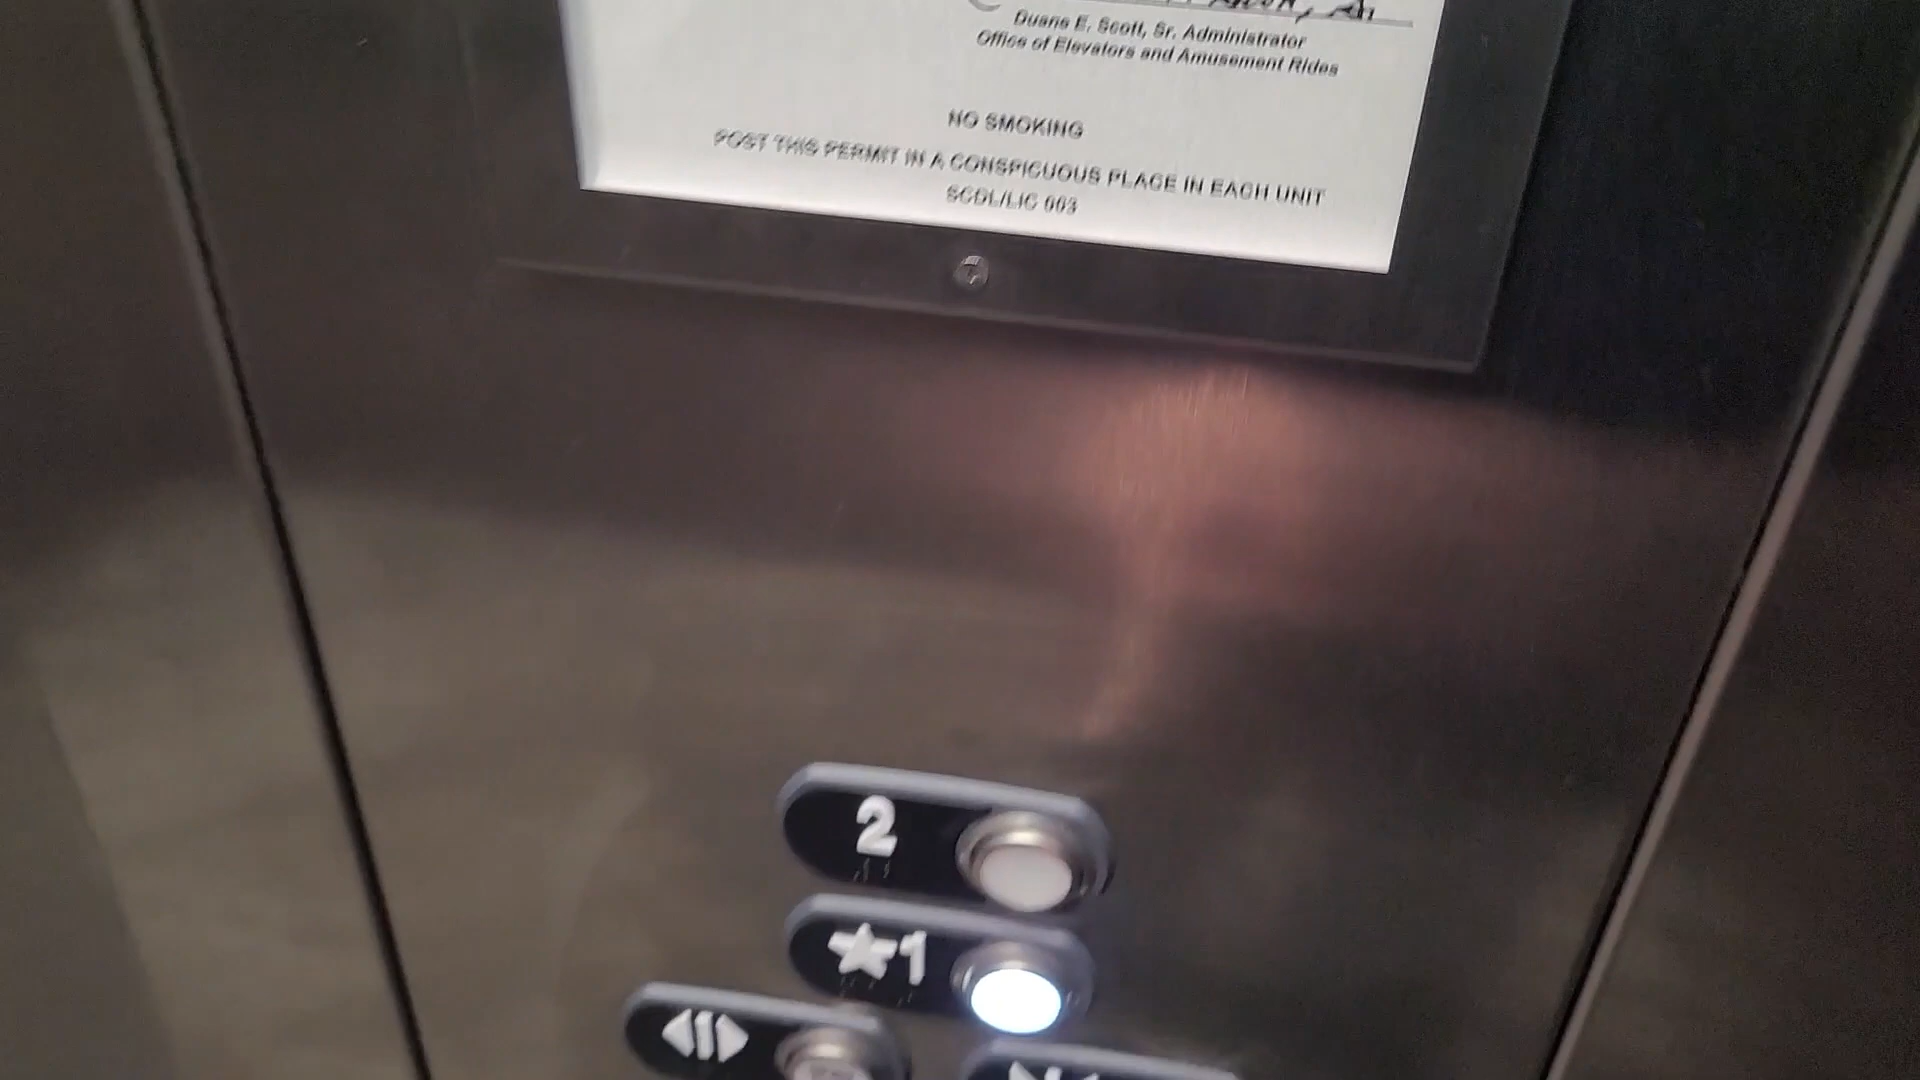 Duane E. Scott, Sr. Administrator
Office of Elevators and Amusement Rides
NO SMOKING
POST THIS PERMIT IN A CONSPICUOUS PLACE IN EACH UNIT
SCDL/LIC 003
2
★1